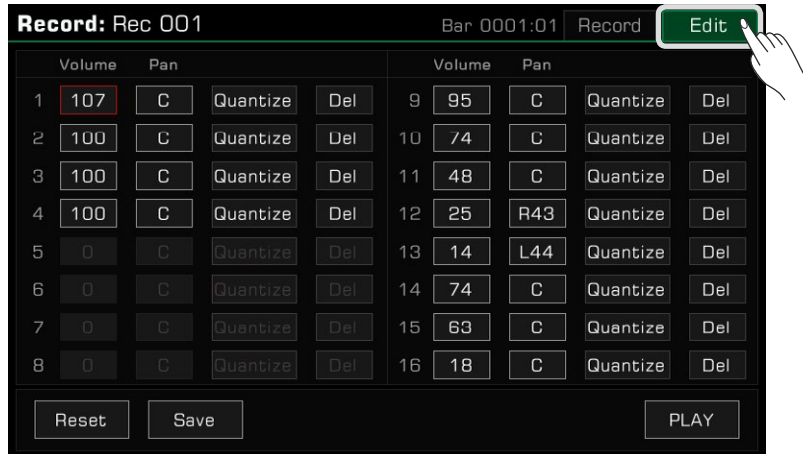 Record: Rec 001 Bar 0001:01 Record Edit
Volume Pan Volume Pan
1 107 C Quantize Del 9 95 C Quantize Del
2 100 C Quantize Del 10 74 C Quantize Del
3 100 C Quantize Del 11 48 C Quantize Del
4 100 C Quantize Del 12 25 R43 Quantize Del
5 0 C Quantize Del 13 14 L44 Quantize Del
6 0 C Quantize Del 14 74 C Quantize Del
7 0 C Quantize Del 15 63 C Quantize Del
8 0 C Quantize Del 16 18 C Quantize Del
Reset Save PLAY